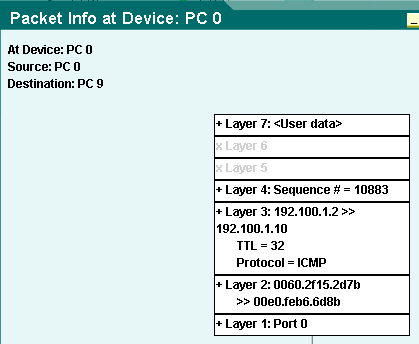 Packet Info at Device: PC 0
At Device: PC 0
Source: PC 0
Destination: PC 9
+ Layer 7: <User data>
x Layer 6
x Layer 5
+ Layer 4: Sequence # = 10883
+ Layer 3: 192.100.1.2 >>
192.100.1.10
TTL = 32
Protocol = ICMP
+ Layer 2: 0060.2f15.2d7b
>> 00e0.feb6.6d8b
+ Layer 1: Port 0